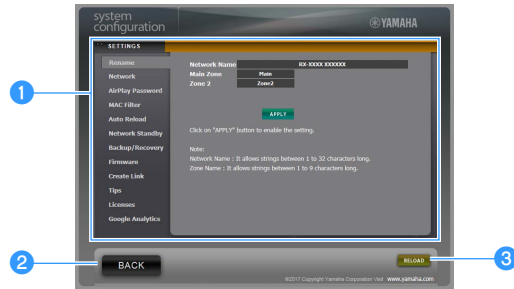 system
configuration
YAMAHA
SETTINGS
Rename
Network
AirPlay Password
MAC Filter
Auto Reload
Network Standby
Backup/Recovery
Firmware
Create Link
Tips
Licenses
Google Analytics
Network Name RX-XXXX XXXXXX
Main Zone Main
Zone 2 Zone2
APPLY
Click on "APPLY" button to enable the setting.
Note:
Network Name : It allows strings between 1 to 32 characters long.
Zone Name : It allows strings between 1 to 9 characters long.
1
2
BACK
RELOAD
3
©2017 Copyright Yamaha Corporation Visit www.yamaha.com